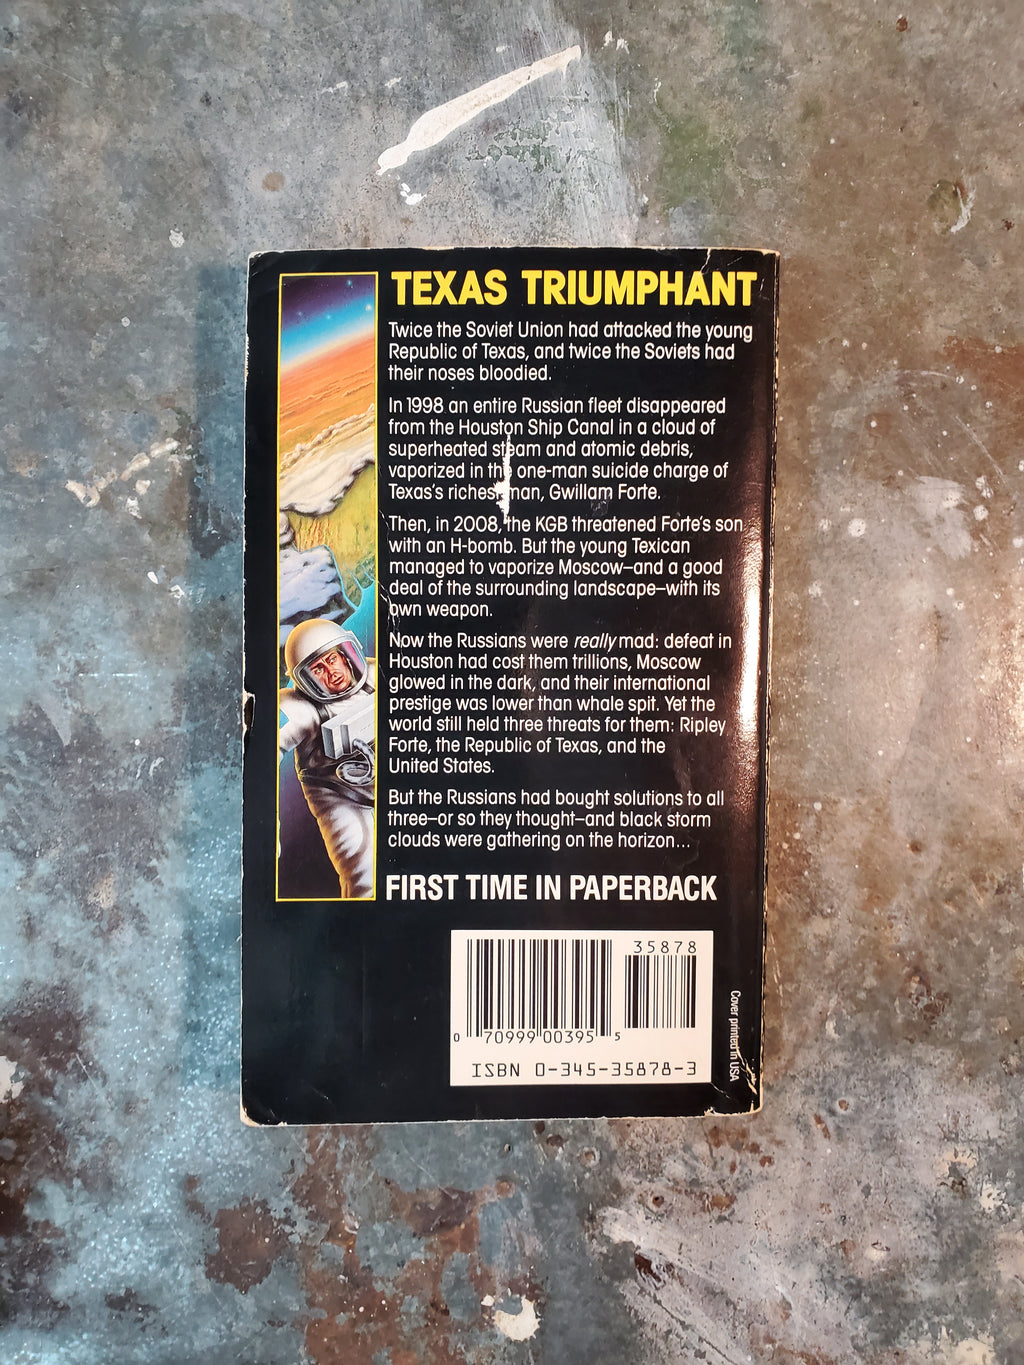 TEXAS TRIUMPHANT
Twice the Soviet Union had attacked the young
Republic of Texas, and twice the Soviets had
their noses bloodied.
In 1998 an entire Russian fleet disappeared
from the Houston Ship Canal in a cloud of
superheated steam and atomic debris,
vaporized in the one-man suicide charge of
Texas's richest man, Gwillam Forte.
Then, in 2008, the KGB threatened Forte's son
with an H-bomb. But the young Texican
managed to vaporize Moscow—and a good
deal of the surrounding landscape—with its
own weapon.
Now the Russians were really mad: defeat in
Houston had cost them trillions, Moscow
glowed in the dark, and their international
prestige was lower than whale spit. Yet the
world still held three threats for them: Ripley
Forte, the Republic of Texas, and the
United States.
But the Russians had bought solutions to all
three—or so they thought—and black storm
clouds were gathering on the horizon...
FIRST TIME IN PAPERBACK
35878
0 70999 00395 5
ISBN 0-345-35878-3
Cover printed in USA